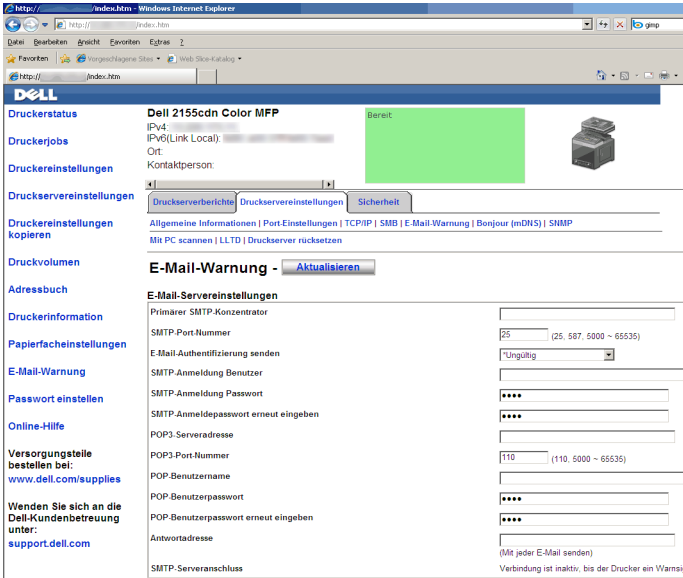 http:// /index.htm - Windows Internet Explorer
http:// /index.htm
gimp
Datei Bearbeiten Ansicht Favoriten Extras ?
Favoriten Vorgeschlagene Sites Web Slice-Katalog
http:// /index.htm
DELL
Druckerstatus
Druckerjobs
Druckereinstellungen
Druckservereinstellungen
Druckereinstellungen
kopieren
Druckvolumen
Adressbuch
Druckerinformation
Papierfacheinstellungen
E-Mail-Warnung
Passwort einstellen
Online-Hilfe
Versorgungsteile
bestellen bei:
www.dell.com/supplies
Wenden Sie sich an die
Dell-Kundenbetreuung
unter:
support.dell.com
Dell 2155cdn Color MFP
IPv4:
IPv6(Link Local):
Ort:
Kontaktperson:
Bereit
Druckserverberichte Druckservereinstellungen Sicherheit
Allgemeine Informationen | Port-Einstellungen | TCP/IP | SMB | E-Mail-Warnung | Bonjour (mDNS) | SNMP
Mit PC scannen | LLTD | Druckserver rücksetzen
E-Mail-Warnung - Aktualisieren
E-Mail-Servereinstellungen
Primärer SMTP-Konzentrator
SMTP-Port-Nummer 25 (25, 587, 5000 ~ 65535)
E-Mail-Authentifizierung senden *Ungültig
SMTP-Anmeldung Benutzer
SMTP-Anmeldung Passwort ••••
SMTP-Anmeldepasswort erneut eingeben ••••
POP3-Serveradresse
POP3-Port-Nummer 110 (110, 5000 ~ 65535)
POP-Benutzername
POP-Benutzerpasswort ••••
POP-Benutzerpasswort erneut eingeben ••••
Antwortadresse
(Mit jeder E-Mail senden)
SMTP-Serveranschluss Verbindung ist inaktiv, bis der Drucker ein Warnsi